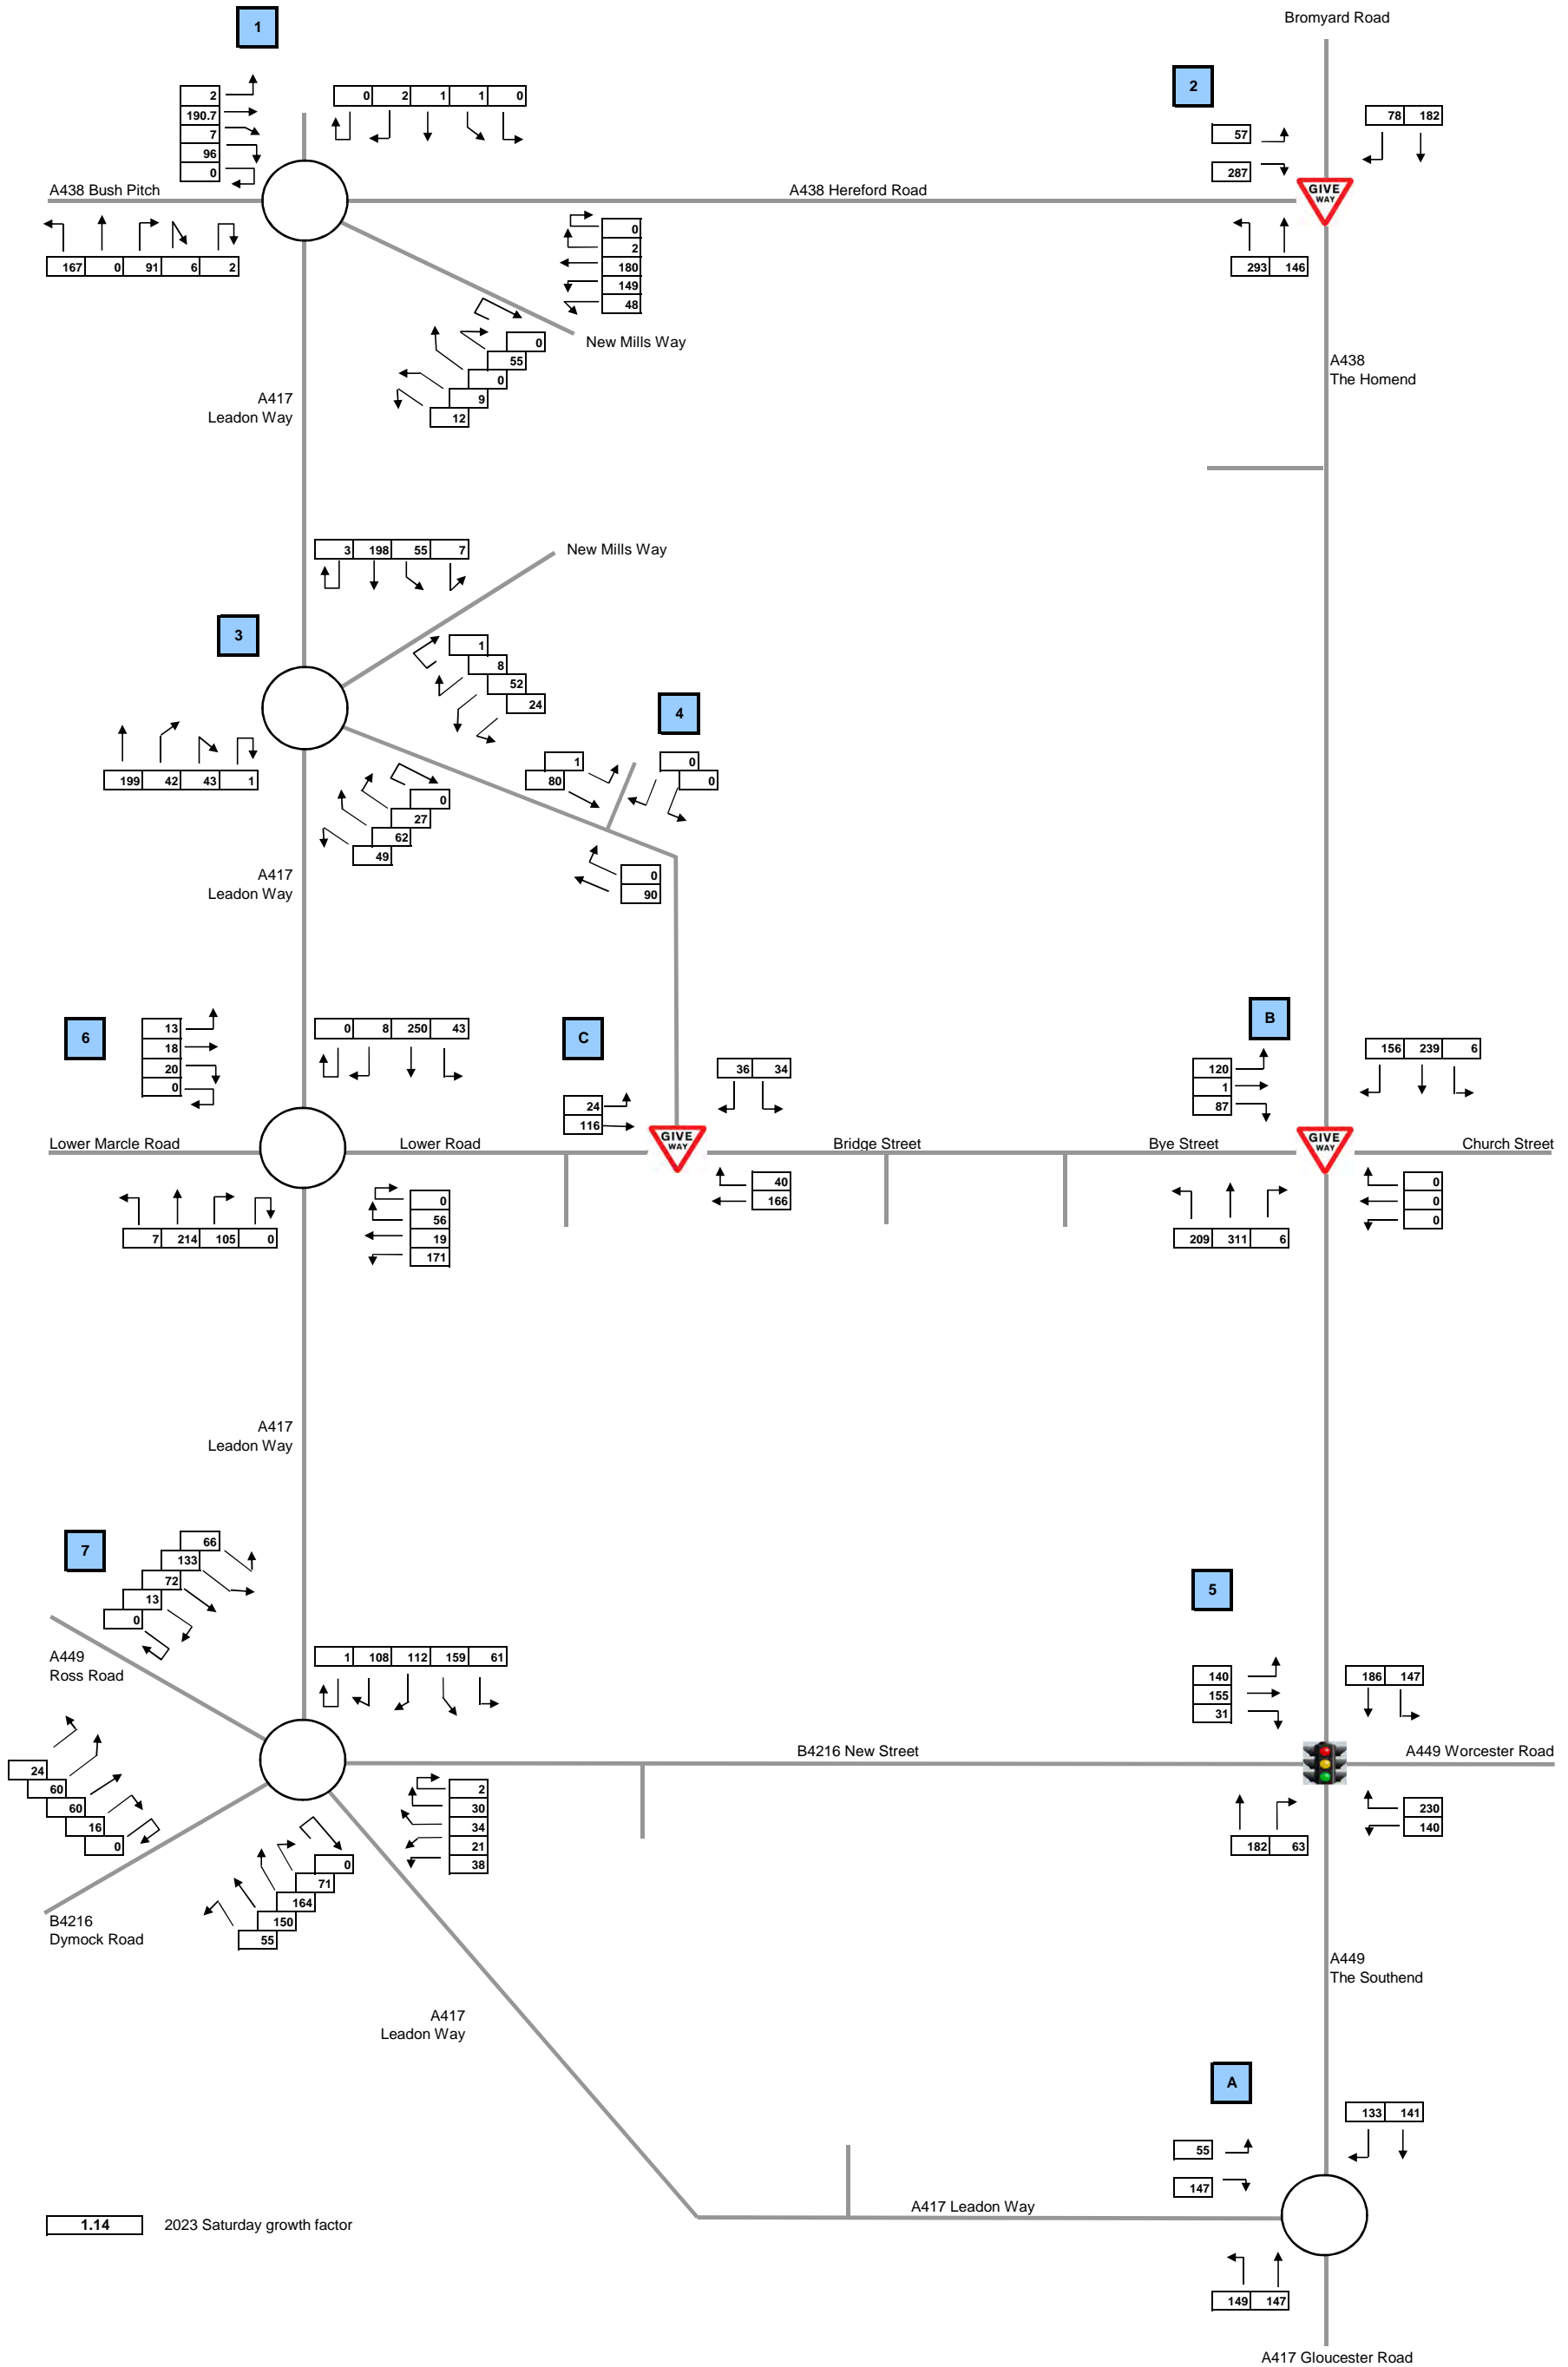 Bromyard Road
1
2
190.7
7
96
0
0 2 1 1 0
2
57
287
78 182
GIVE
WAY
A438 Bush Pitch
A438 Hereford Road
167 0 91 6 2
0
2
180
149
48
293 146
New Mills Way
0
55
0
9
12
A438
The Homend
A417
Leadon Way
3 198 55 7
New Mills Way
3
1
8
52
24
4
199 42 43 1
1
80
0
0
0
27
62
49
0
90
A417
Leadon Way
6
13
18
20
0
0 8 250 43
C
24
116
36 34
B
120
1
87
156 239 6
GIVE
WAY
GIVE
WAY
Lower Marcle Road
Lower Road
Bridge Street
Bye Street
Church Street
7 214 105 0
0
56
19
171
40
166
209 311 6
0
0
0
A417
Leadon Way
7
66
133
72
13
0
A449
Ross Road
1 108 112 159 61
5
140
155
31
186 147
B4216 New Street
A449 Worcester Road
24
60
60
16
0
2
30
34
21
38
182 63
230
140
0
71
164
150
55
B4216
Dymock Road
A449
The Southend
A417
Leadon Way
A
55
147
133 141
A417 Leadon Way
1.14 2023 Saturday growth factor
149 147
A417 Gloucester Road